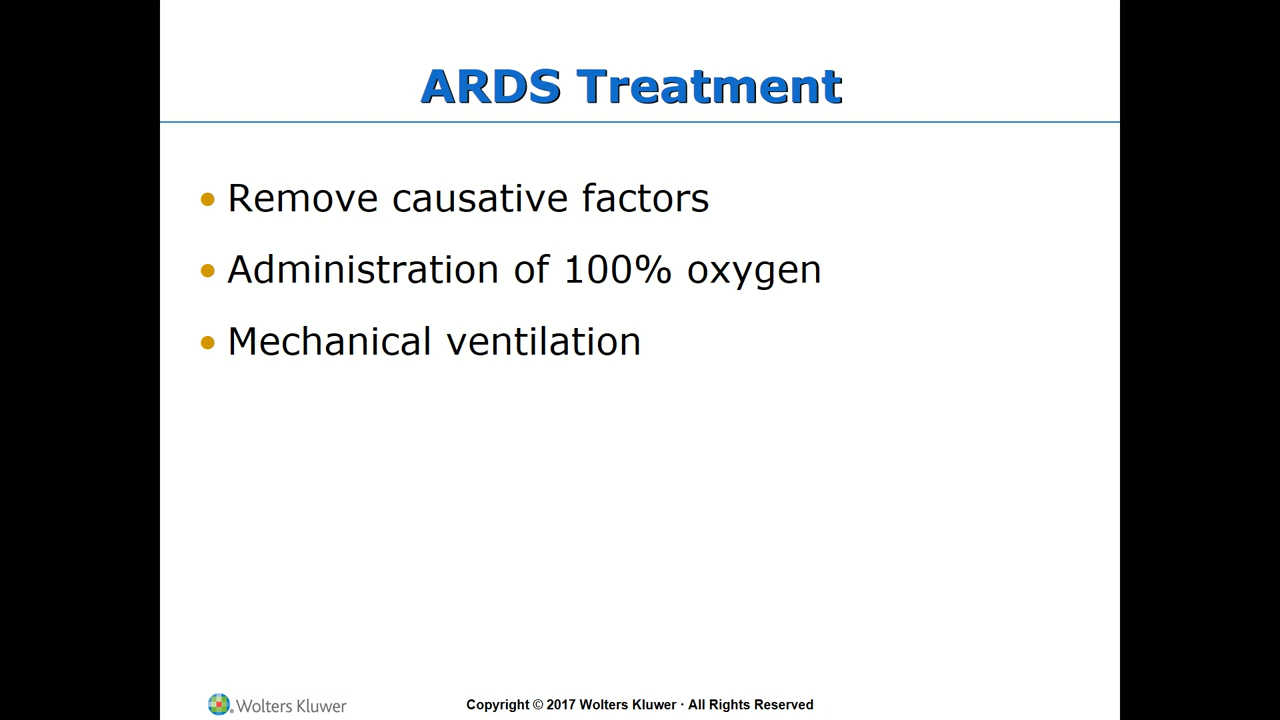 ARDS Treatment
• Remove causative factors
• Administration of 100% oxygen
• Mechanical ventilation
Wolters Kluwer
Copyright © 2017 Wolters Kluwer · All Rights Reserved